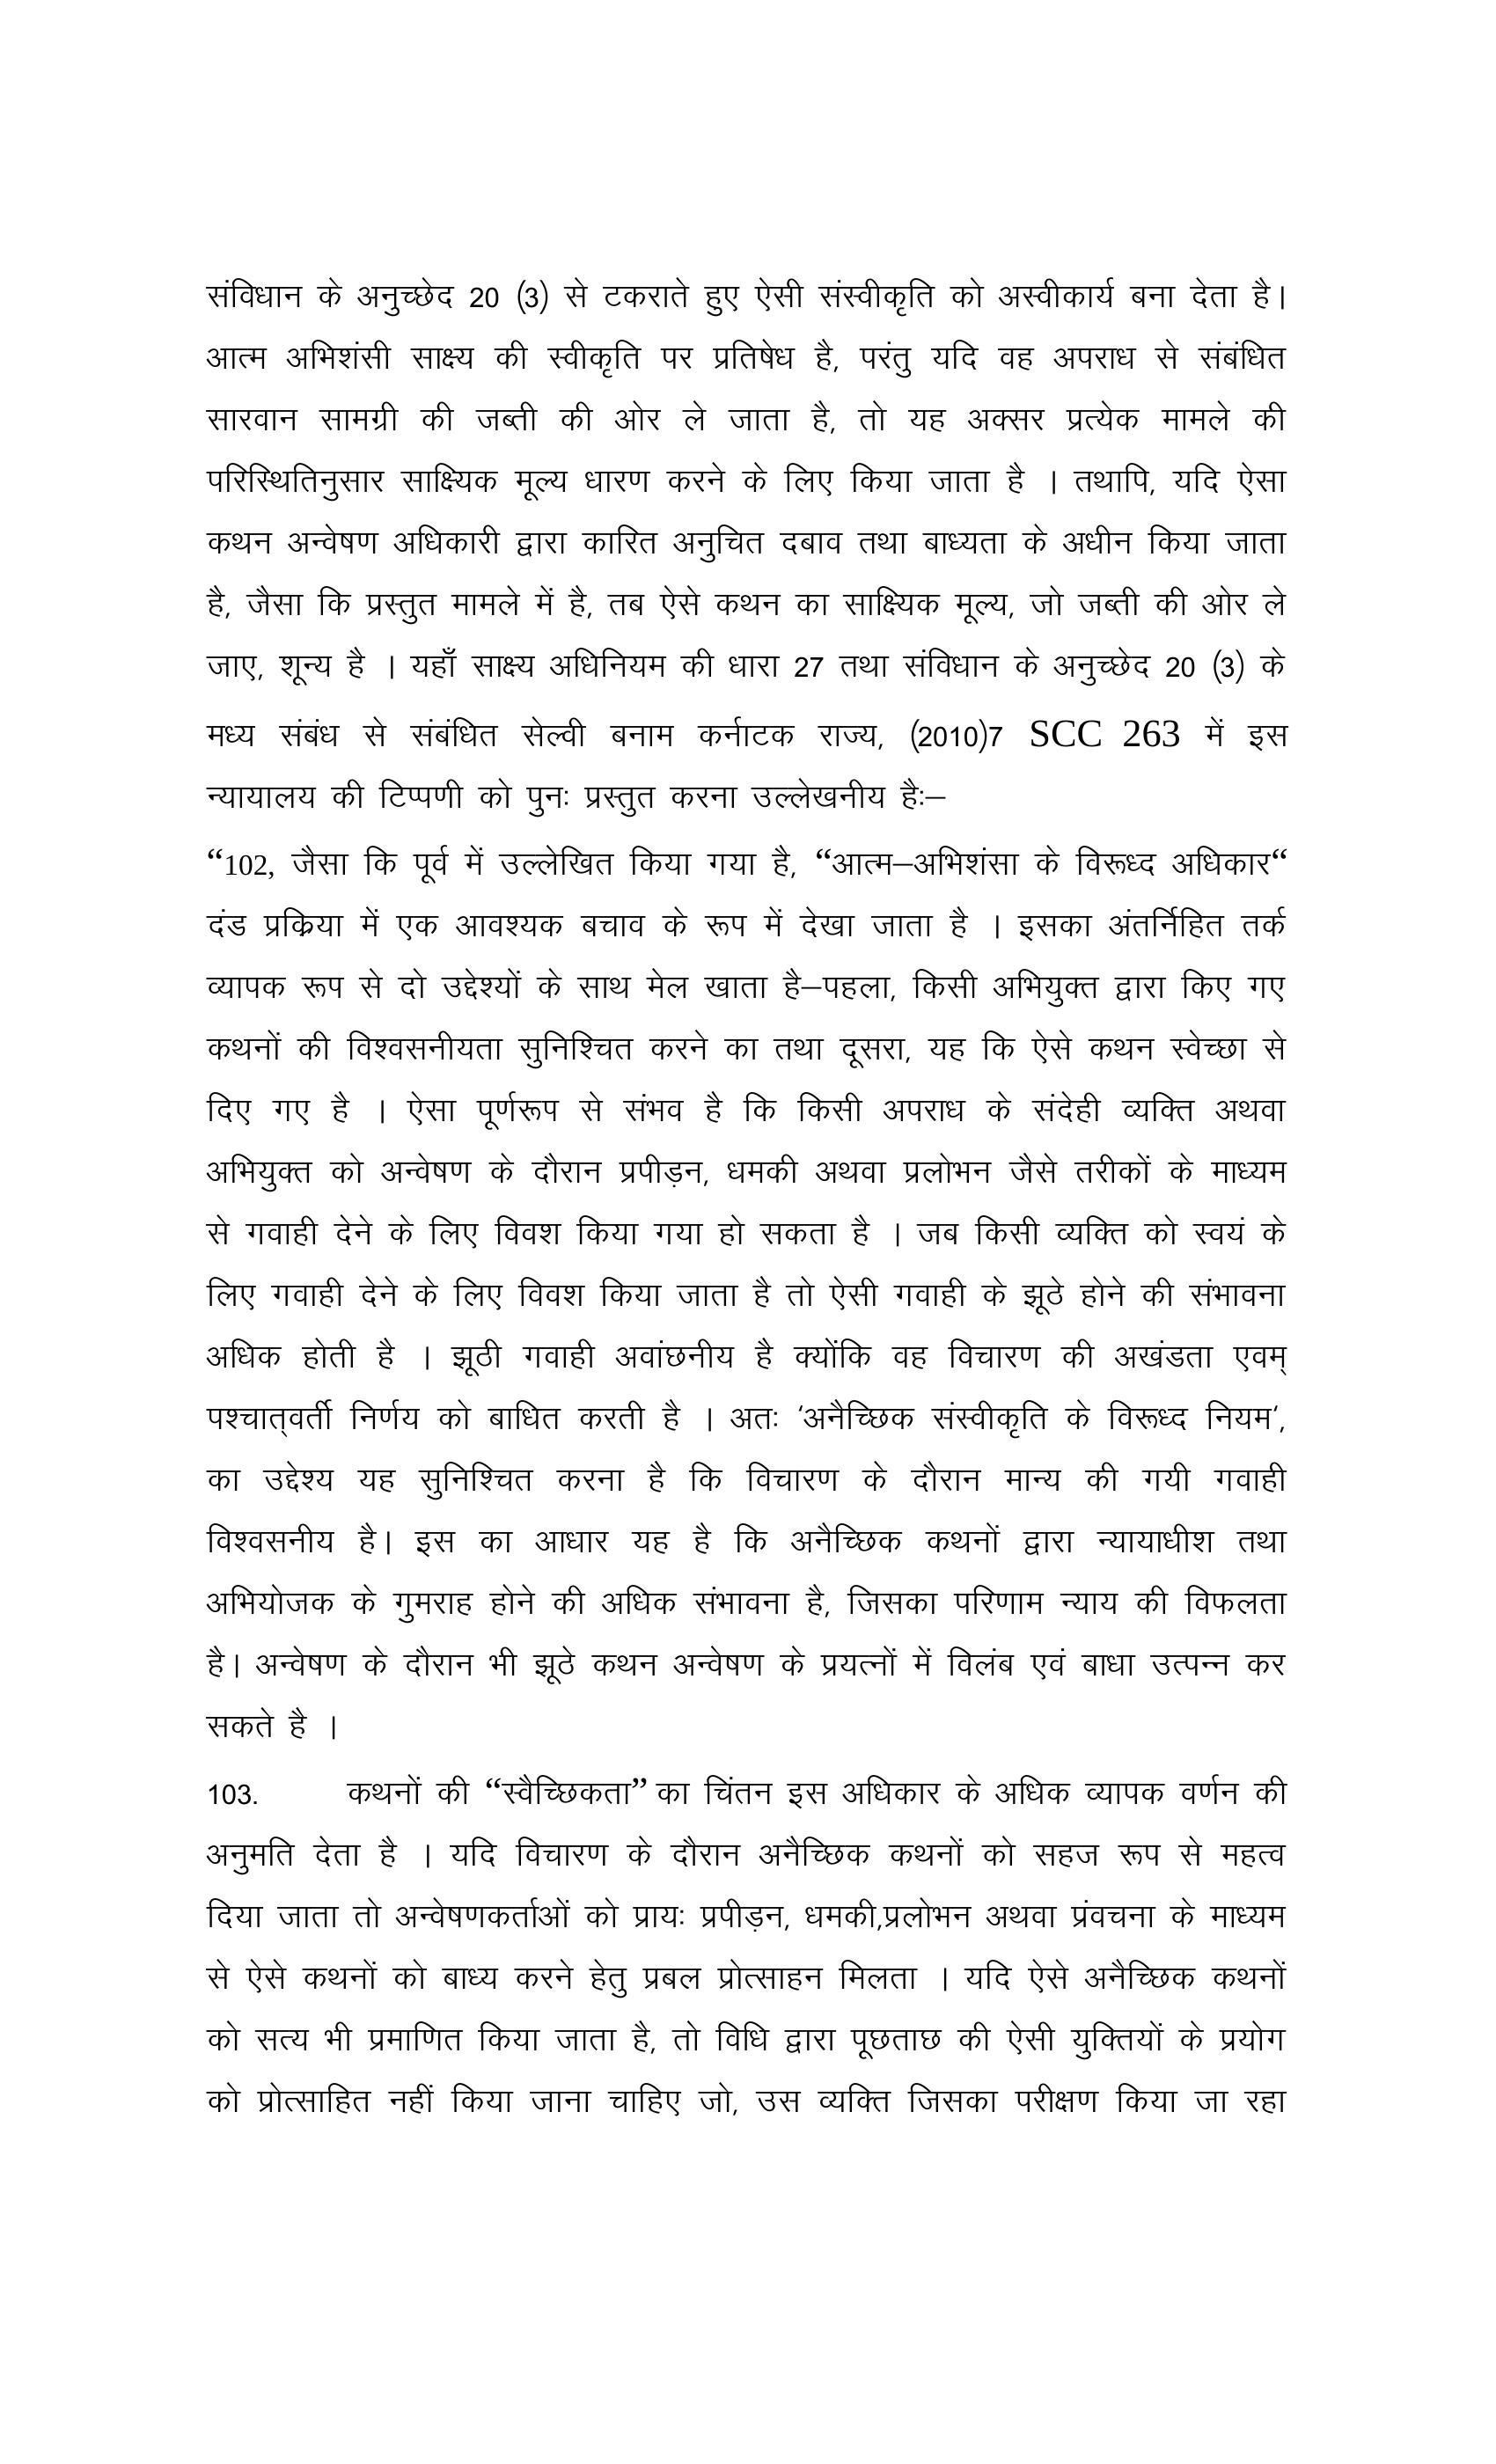 संविधान के अनुच्छेद 20 (3) से टकराते हुए ऐसी संस्वीकृति को अस्वीकार्य बना देता है।
आत्म अभिशंसी साक्ष्य की स्वीकृति पर प्रतिषेध है, परंतु यदि वह अपराध से संबंधित
सारवान सामग्री की जब्ती की ओर ले जाता है, तो यह अक्सर प्रत्येक मामले की
परिस्थितिनुसार साक्ष्यिक मूल्य धारण करने के लिए किया जाता है । तथापि, यदि ऐसा
कथन अन्वेषण अधिकारी द्वारा कारित अनुचित दबाव तथा बाध्यता के अधीन किया जाता
है, जैसा कि प्रस्तुत मामले में है, तब ऐसे कथन का साक्ष्यिक मूल्य, जो जब्ती की ओर ले
जाए, शून्य है । यहाँ साक्ष्य अधिनियम की धारा 27 तथा संविधान के अनुच्छेद 20 (3) के
मध्य संबंध से संबंधित सेल्वी बनाम कर्नाटक राज्य, (2010)7 SCC 263 में इस
न्यायालय की टिप्पणी को पुनः प्रस्तुत करना उल्लेखनीय हैः–
“102, जैसा कि पूर्व में उल्लेखित किया गया है, “आत्म–अभिशंसा के विरूध्द अधिकार“
दंड प्रक्रिया में एक आवश्यक बचाव के रूप में देखा जाता है । इसका अंतर्निहित तर्क
व्यापक रूप से दो उद्देश्यों के साथ मेल खाता है–पहला, किसी अभियुक्त द्वारा किए गए
कथनों की विश्वसनीयता सुनिश्चित करने का तथा दूसरा, यह कि ऐसे कथन स्वेच्छा से
दिए गए है । ऐसा पूर्णरूप से संभव है कि किसी अपराध के संदेही व्यक्ति अथवा
अभियुक्त को अन्वेषण के दौरान प्रपीड़न, धमकी अथवा प्रलोभन जैसे तरीकों के माध्यम
से गवाही देने के लिए विवश किया गया हो सकता है । जब किसी व्यक्ति को स्वयं के
लिए गवाही देने के लिए विवश किया जाता है तो ऐसी गवाही के झूठे होने की संभावना
अधिक होती है । झूठी गवाही अवांछनीय है क्योंकि वह विचारण की अखंडता एवम्
पश्चात्‌वर्ती निर्णय को बाधित करती है । अतः ‘अनैच्छिक संस्वीकृति के विरूध्द नियम‘,
का उद्देश्य यह सुनिश्चित करना है कि विचारण के दौरान मान्य की गयी गवाही
विश्वसनीय है। इस का आधार यह है कि अनैच्छिक कथनों द्वारा न्यायाधीश तथा
अभियोजक के गुमराह होने की अधिक संभावना है, जिसका परिणाम न्याय की विफलता
है। अन्वेषण के दौरान भी झूठे कथन अन्वेषण के प्रयत्नों में विलंब एवं बाधा उत्पन्न कर
सकते है ।
103. कथनों की “स्वैच्छिकता” का चिंतन इस अधिकार के अधिक व्यापक वर्णन की
अनुमति देता है । यदि विचारण के दौरान अनैच्छिक कथनों को सहज रूप से महत्व
दिया जाता तो अन्वेषणकर्ताओं को प्रायः प्रपीड़न, धमकी,प्रलोभन अथवा प्रंवचना के माध्यम
से ऐसे कथनों को बाध्य करने हेतु प्रबल प्रोत्साहन मिलता । यदि ऐसे अनैच्छिक कथनों
को सत्य भी प्रमाणित किया जाता है, तो विधि द्वारा पूछताछ की ऐसी युक्तियों के प्रयोग
को प्रोत्साहित नहीं किया जाना चाहिए जो, उस व्यक्ति जिसका परीक्षण किया जा रहा